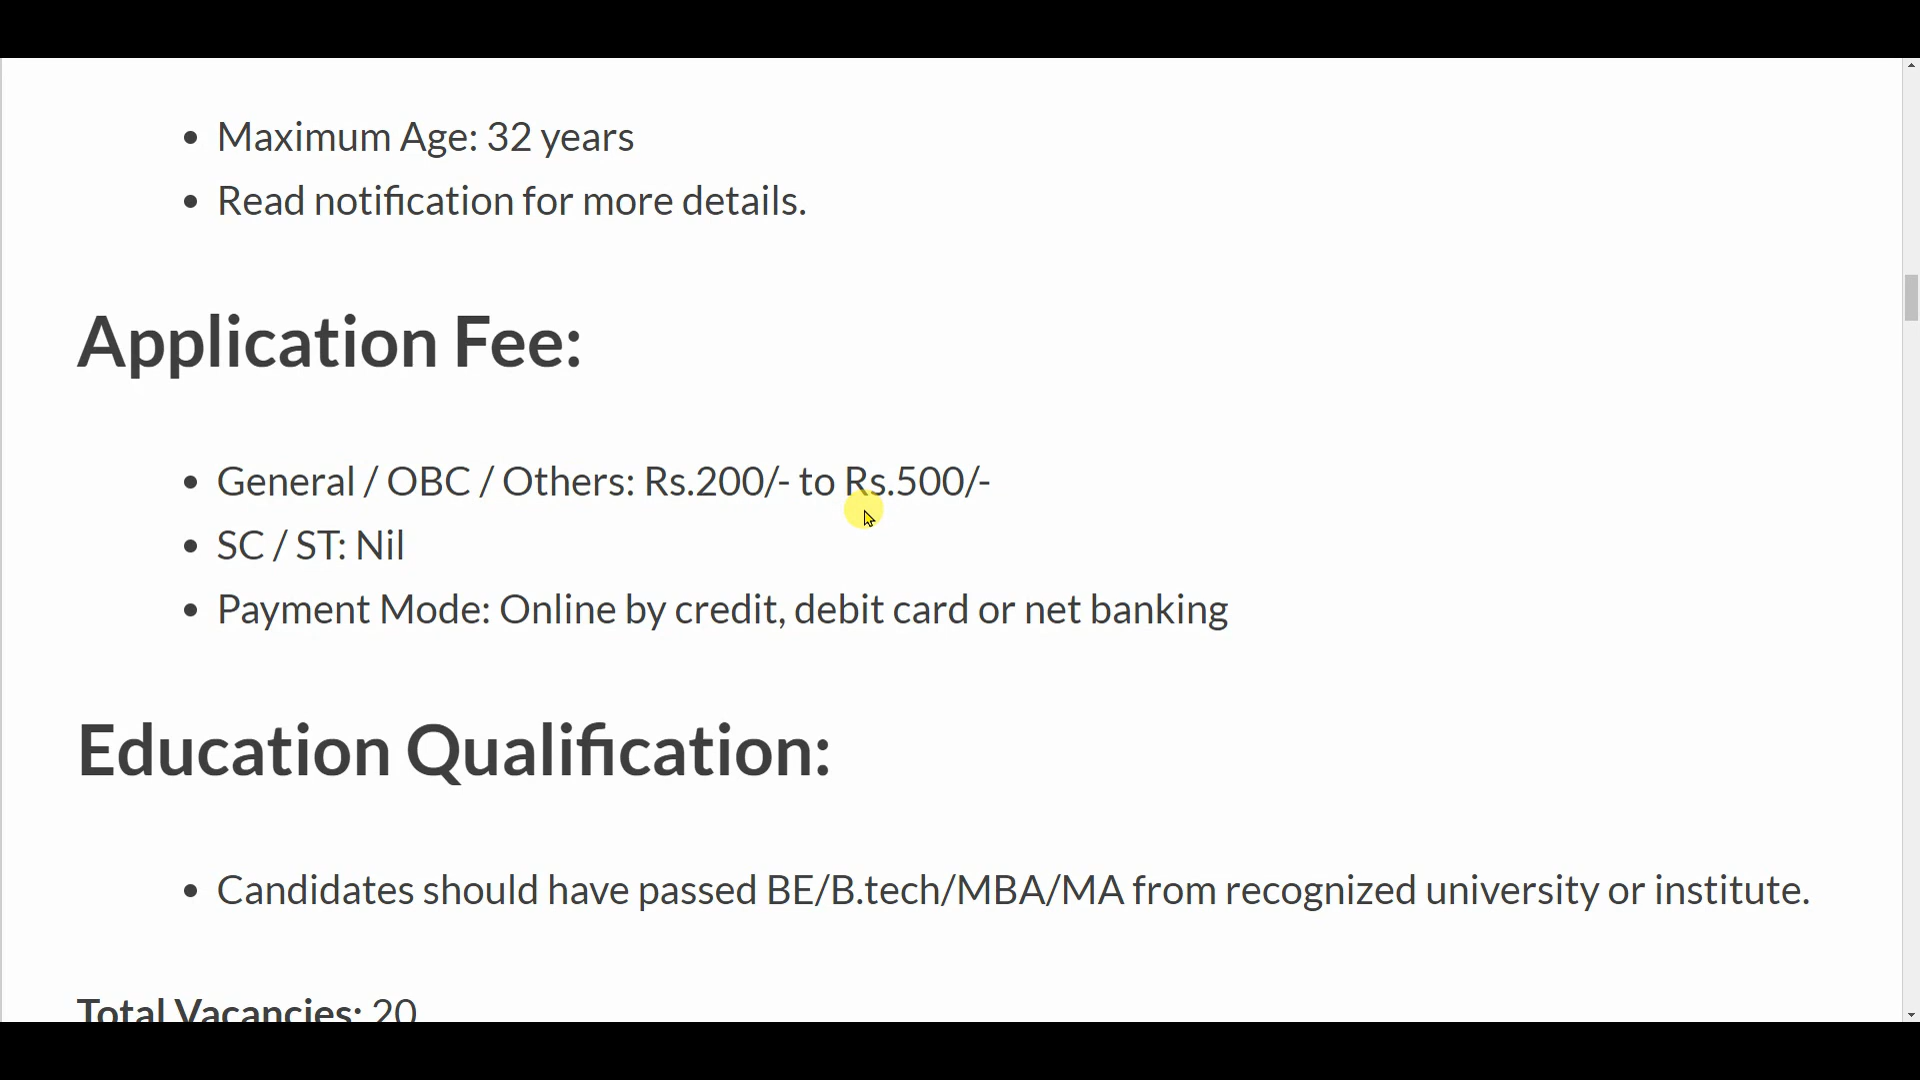 Maximum Age: 32 years
Read notification for more details.
Application Fee:
General / OBC / Others: Rs.200/- to Rs.500/-
SC / ST: Nil
Payment Mode: Online by credit, debit card or net banking
Education Qualification:
Candidates should have passed BE/B.tech/MBA/MA from recognized university or institute.
Total Vacancies: 20